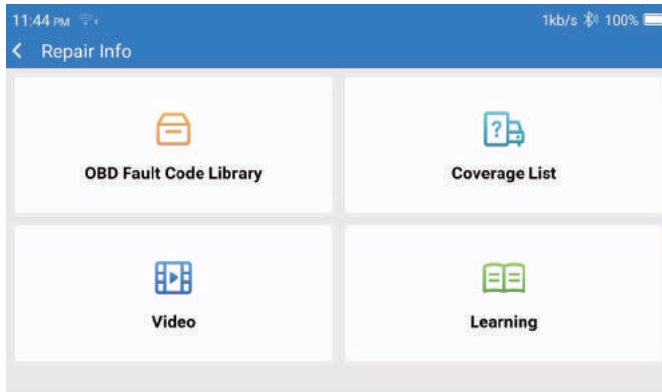 11:44 PM 1kb/s 100%
Repair Info
OBD Fault Code Library
Coverage List
Video
Learning